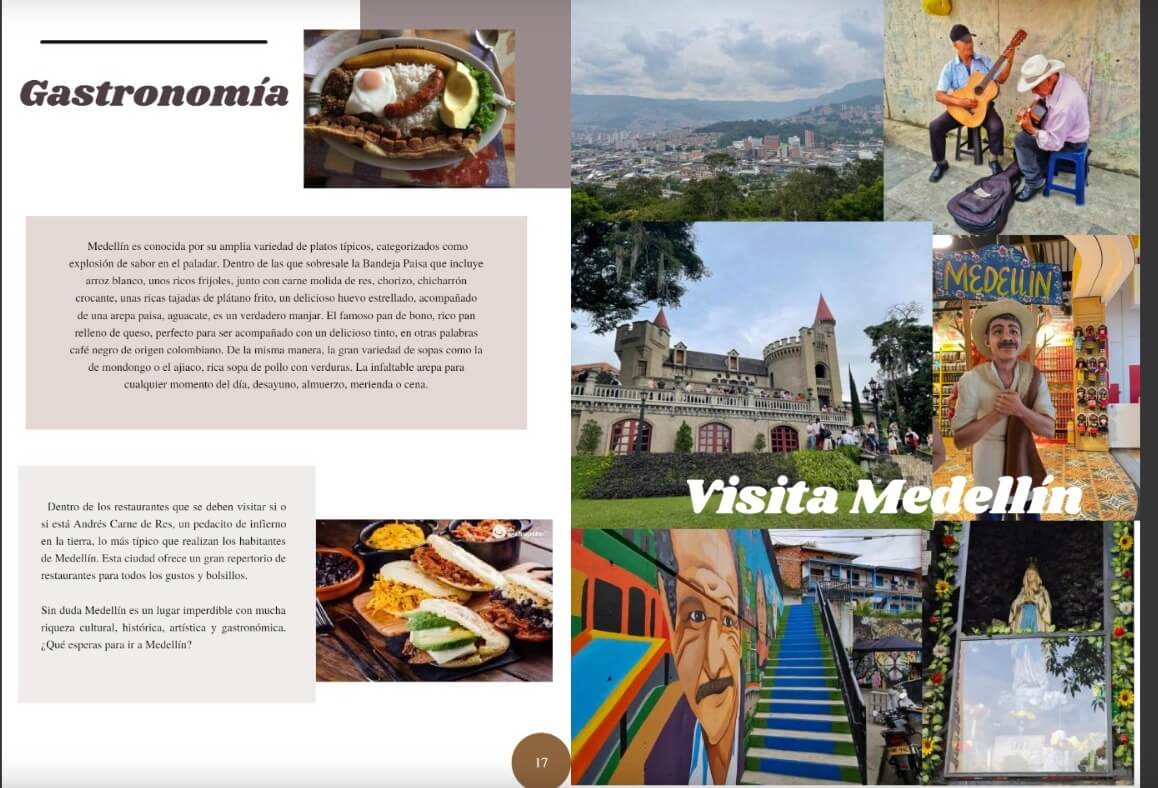 Gastronomía
Medellín es conocida por su amplia variedad de platos típicos, categorizados como
explosión de sabor en el paladar. Dentro de las que sobresale la Bandeja Paisa que incluye
arroz blanco, unos ricos frijoles, junto con carne molida de res, chorizo, chicharrón
crocante, unas ricas tajadas de plátano frito, un delicioso huevo estrellado, acompañado
de una arepa paisa, aguacate, es un verdadero manjar. El famoso pan de bono, rico pan
relleno de queso, perfecto para ser acompañado con un delicioso tinto, en otras palabras
café negro de origen colombiano. De la misma manera, la gran variedad de sopas como la
de mondongo o el ajiaco, rica sopa de pollo con verduras. La infaltable arepa para
cualquier momento del día, desayuno, almuerzo, merienda o cena.
Dentro de los restaurantes que se deben visitar si o
si está Andrés Carne de Res, un pedacito de infierno
en la tierra, lo más típico que realizan los habitantes
de Medellín. Esta ciudad ofrece un gran repertorio de
restaurantes para todos los gustos y bolsillos.
Sin duda Medellín es un lugar imperdible con mucha
riqueza cultural, histórica, artística y gastronómica.
¿Qué esperas para ir a Medellín?
17
MEDELLIN
Visita Medellín